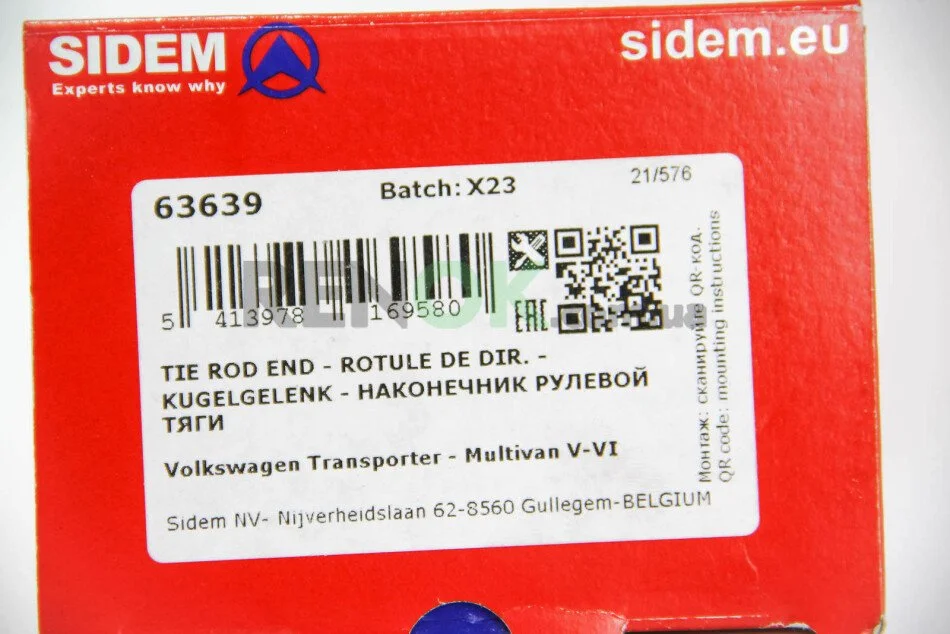 SIDEM
Experts know why
sidem.eu
63639
Batch: X23
21/576
5 413978 169580
EAC
TIE ROD END - ROTULE DE DIR. -
KUGELGELENK - НАКОНЕЧНИК РУЛЕВОЙ
ТЯГИ
Volkswagen Transporter - Multivan V-VI
Sidem NV- Nijverheidslaan 62-8560 Gullegem-BELGIUM
Монтаж: сканируйте QR-код.
QR code: mounting instructions